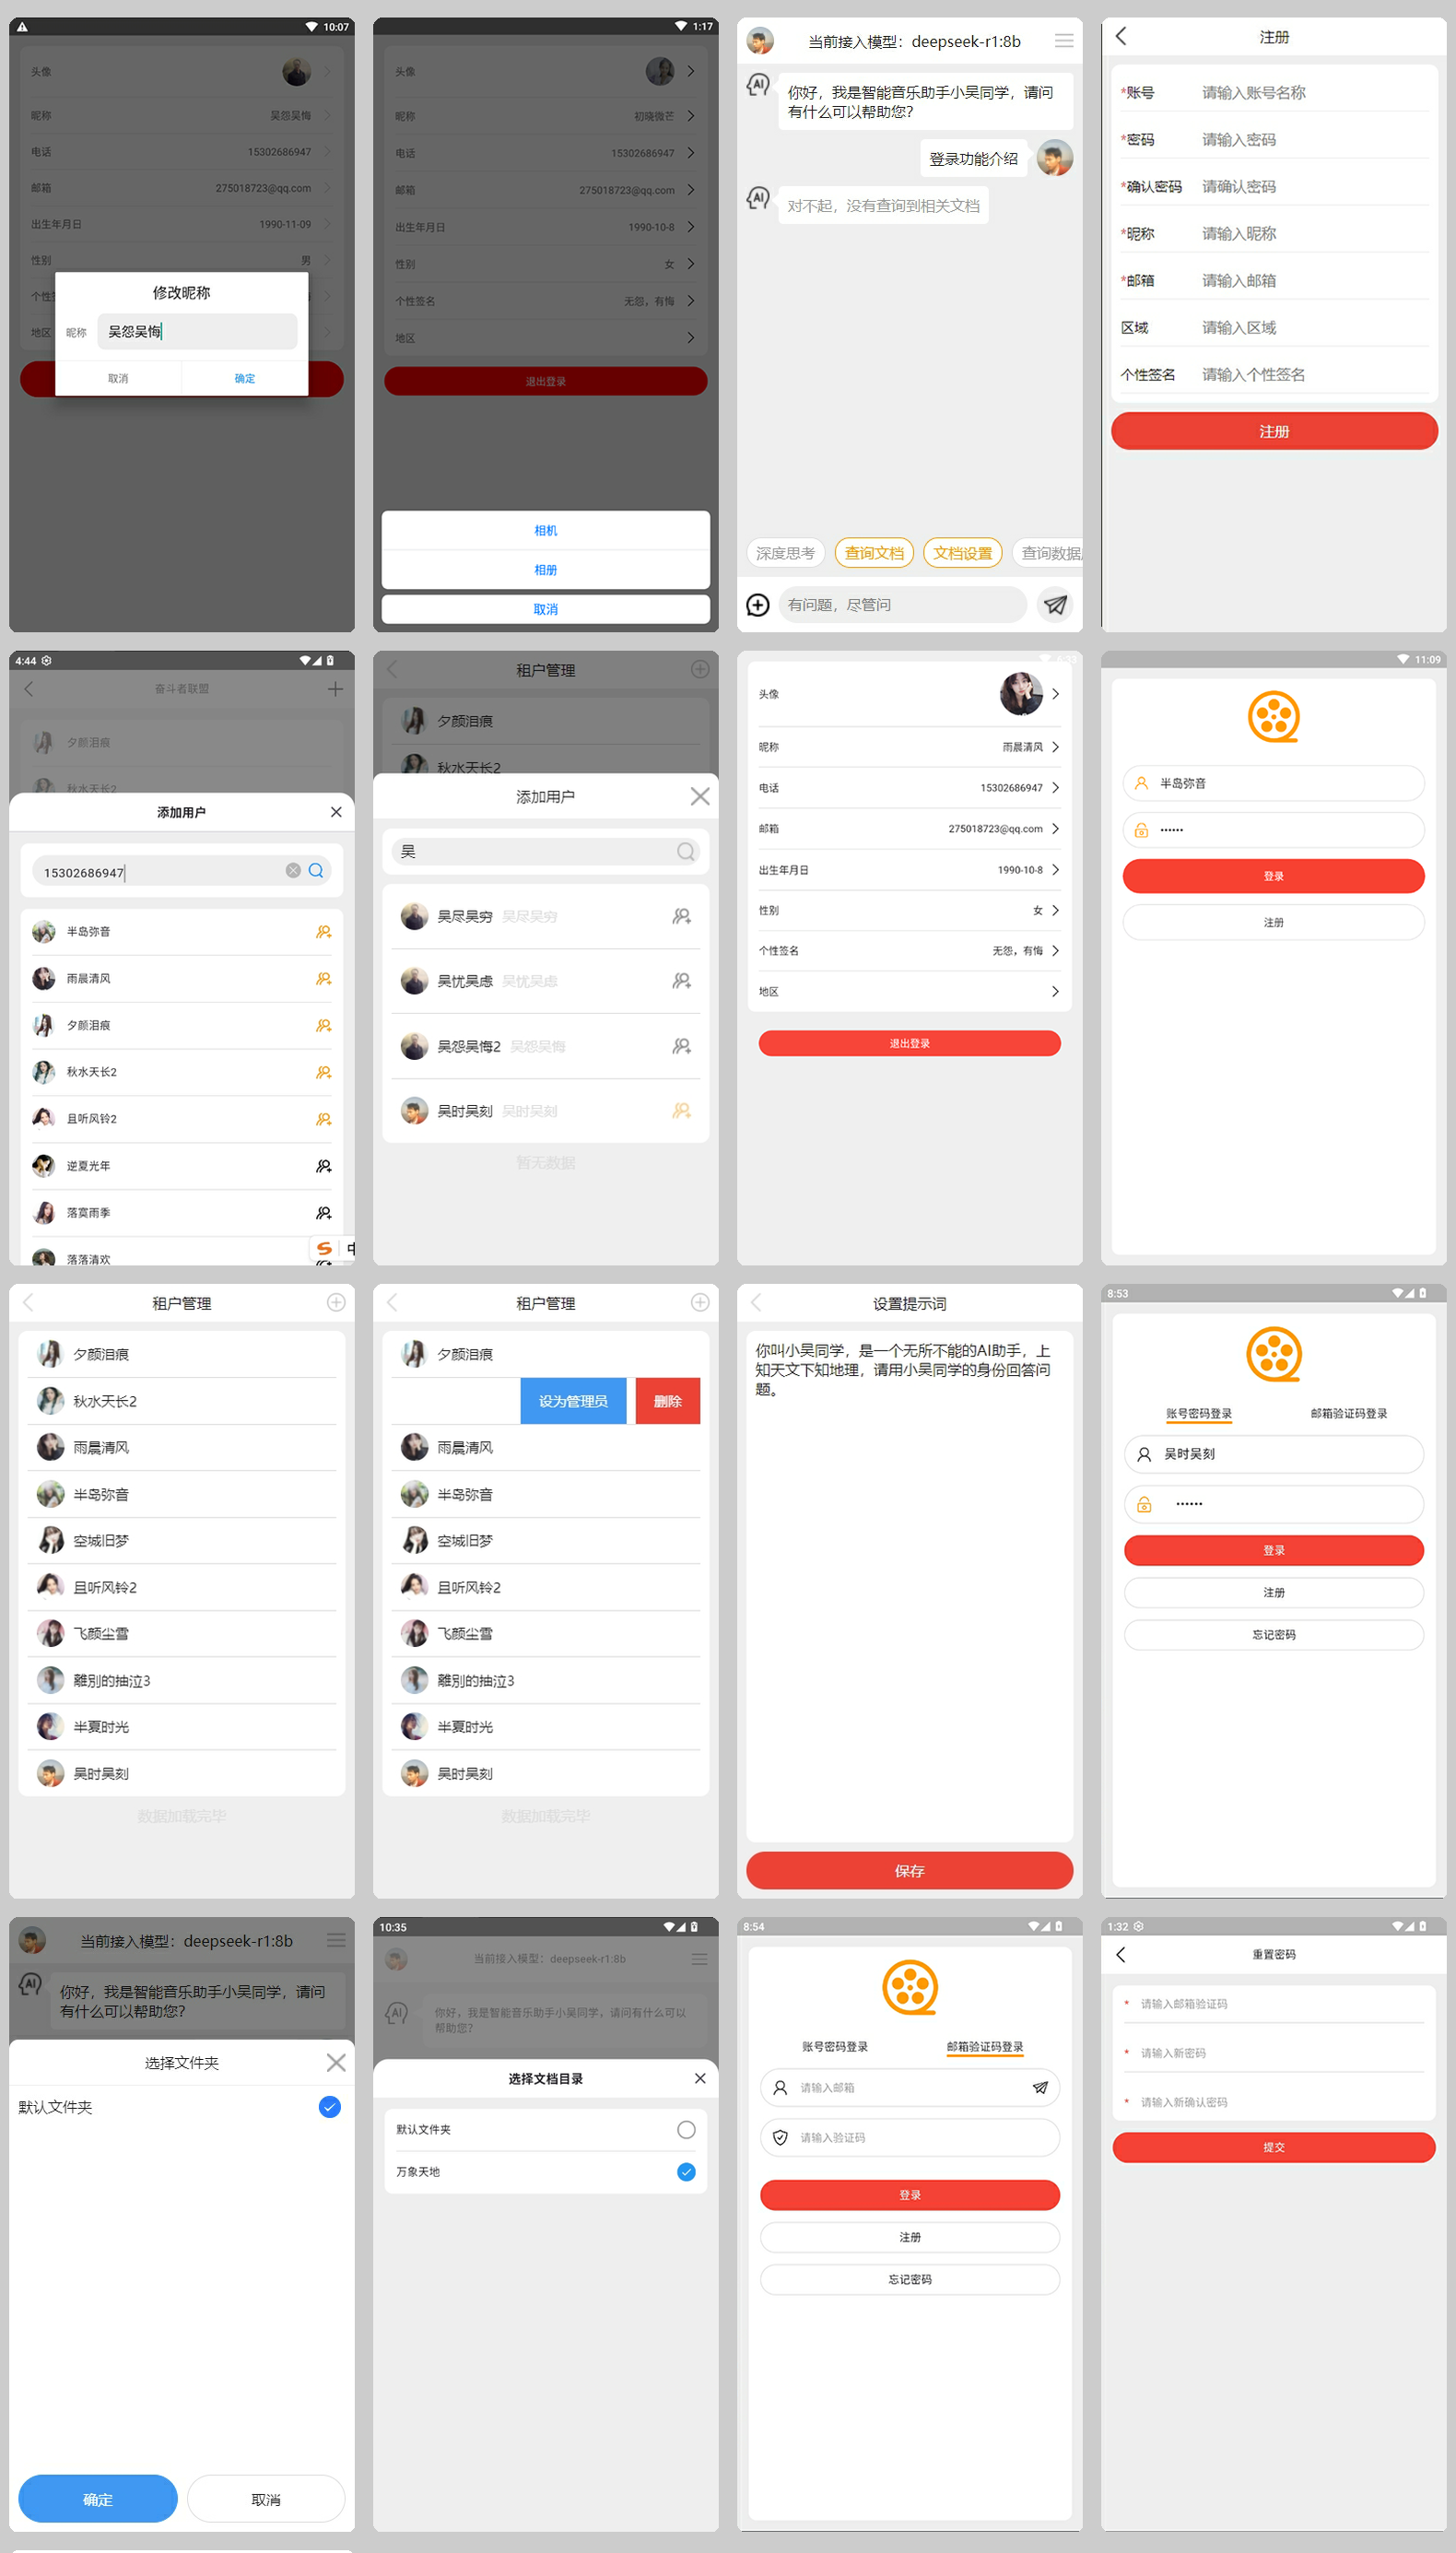 10:07
头像
昵称
吴怨吴悔
电话
15302686947
邮箱
275018723@qq.com
出生年月日
1990-11-09
性别
男
个性
地区
修改昵称
昵称
吴怨吴悔
取消
确定
1:17
头像
昵称
初晓微芒
电话
15302686947
邮箱
275018723@qq.com
出生年月日
1990-10-8
性别
女
个性签名
无怨，有悔
地区
退出登录
相机
相册
取消
当前接入模型：deepseek-r1:8b
AI
你好，我是智能音乐助手小吴同学，请问
有什么可以帮助您？
登录功能介绍
AI
对不起，没有查询到相关文档
深度思考
查询文档
文档设置
查询数据
有问题，尽管问
注册
*账号
请输入账号名称
*密码
请输入密码
*确认密码
请确认密码
*昵称
请输入昵称
*邮箱
请输入邮箱
区域
请输入区域
个性签名
请输入个性签名
注册
4:44
奋斗者联盟
夕颜泪痕
秋水天长2
添加用户
15302686947
半岛弥音
雨晨清风
夕颜泪痕
秋水天长2
且听风铃2
逆夏光年
落寞雨季
落落清欢
S
中
租户管理
夕颜泪痕
秋水天长2
添加用户
吴
吴尽吴穷 吴尽吴穷
吴忧吴虑 吴忧吴虑
吴怨吴悔2 吴怨吴悔
吴时吴刻 吴时吴刻
暂无数据
头像
昵称
雨晨清风
电话
15302686947
邮箱
275018723@qq.com
出生年月日
1990-10-8
性别
女
个性签名
无怨，有悔
地区
退出登录
11:09
半岛弥音
••••••
登录
注册
租户管理
夕颜泪痕
秋水天长2
雨晨清风
半岛弥音
空城旧梦
且听风铃2
飞颜尘雪
離別的抽泣3
半夏时光
吴时吴刻
数据加载完毕
租户管理
夕颜泪痕
设为管理员
删除
雨晨清风
半岛弥音
空城旧梦
且听风铃2
飞颜尘雪
離別的抽泣3
半夏时光
吴时吴刻
数据加载完毕
设置提示词
你叫小吴同学，是一个无所不能的AI助手，上
知天文下知地理，请用小吴同学的身份回答问
题。
保存
8:53
账号密码登录
邮箱验证码登录
吴时吴刻
••••••
登录
注册
忘记密码
当前接入模型：deepseek-r1:8b
AI
你好，我是智能音乐助手小吴同学，请问
有什么可以帮助您？
选择文件夹
默认文件夹
确定
取消
10:35
当前接入模型：deepseek-r1:8b
AI
你好，我是智能音乐助手小吴同学，请问有什么可以
帮助您？
选择文档目录
默认文件夹
万象天地
8:54
账号密码登录
邮箱验证码登录
请输入邮箱
请输入验证码
登录
注册
忘记密码
1:32
重置密码
* 请输入邮箱验证码
* 请输入新密码
* 请输入新确认密码
提交